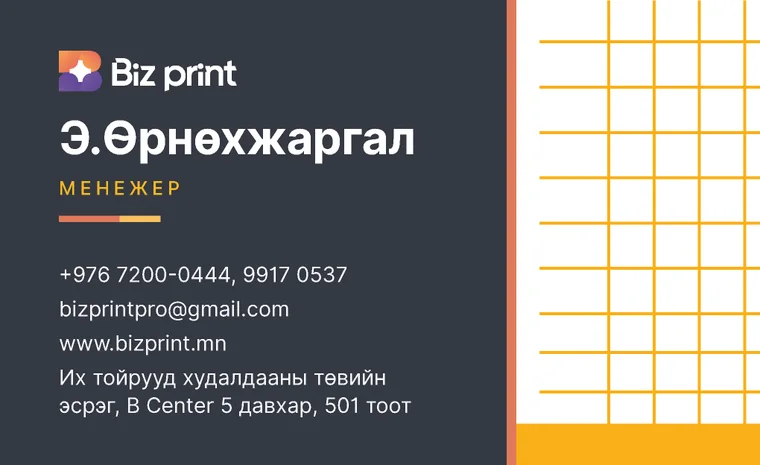 Biz print
Э.Өрнөхжаргал
МЕНЕЖЕР
+976 7200-0444, 9917 0537
bizprintpro@gmail.com
www.bizprint.mn
Их тойрууд худалдааны төвийн
эсрэг, B Center 5 давхар, 501 тоот